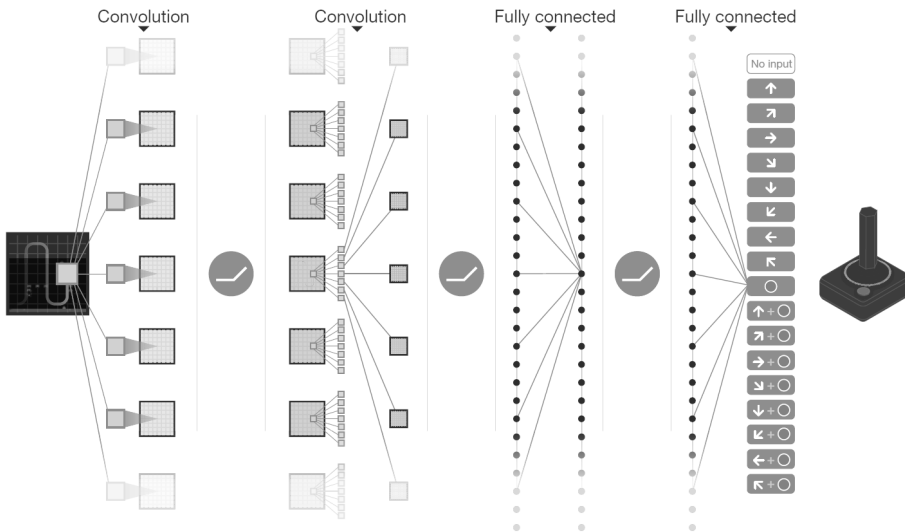 Convolution
Convolution
Fully connected
Fully connected
No input
+
+
+
+
+
+
+
+